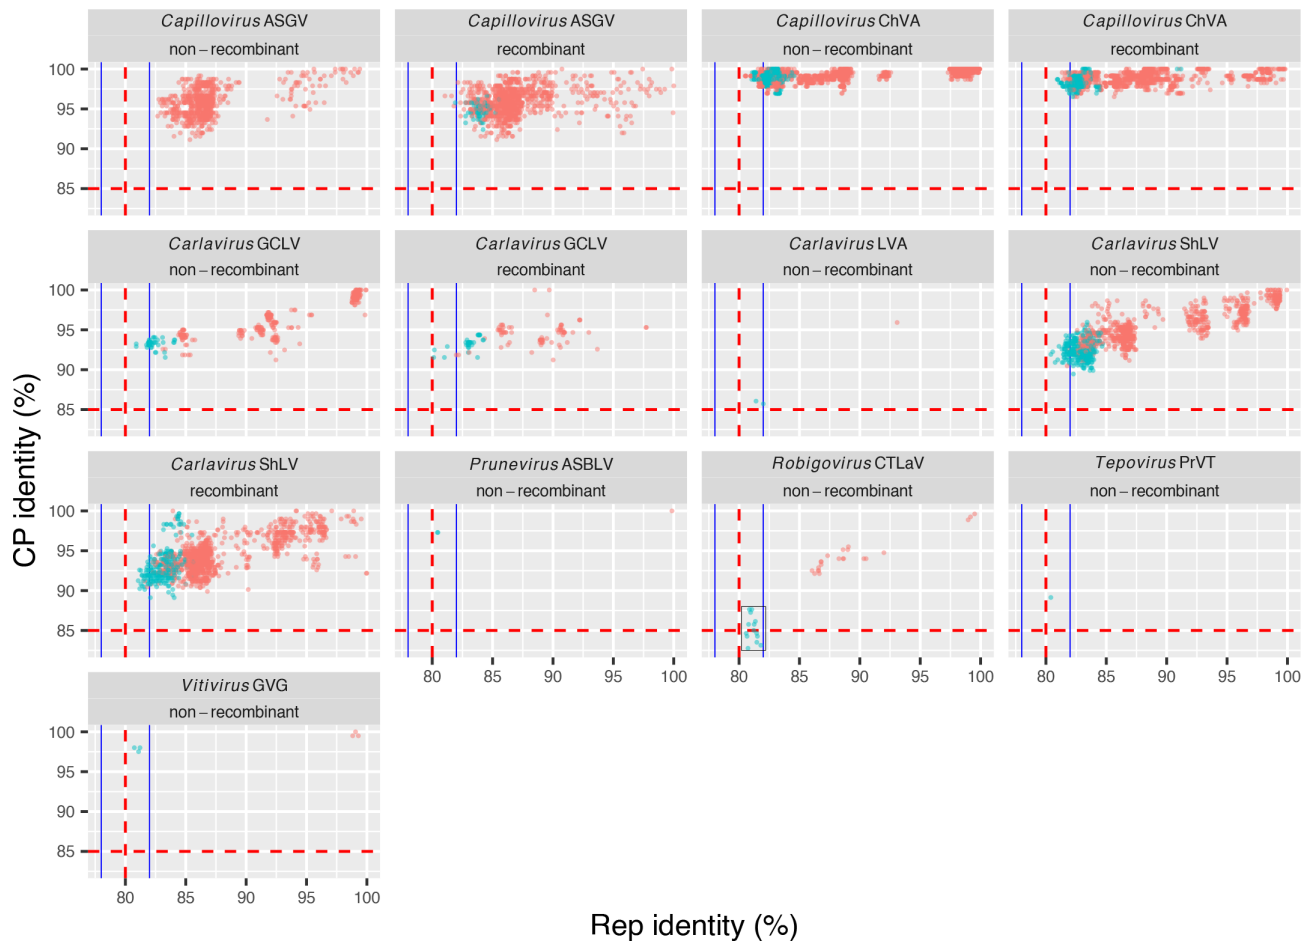 Capillovirus ASGV
non − recombinant
Capillovirus ASGV
recombinant
Capillovirus ChVA
non − recombinant
Capillovirus ChVA
recombinant
100
95
90
85
Carlavirus GCLV
non − recombinant
Carlavirus GCLV
recombinant
Carlavirus LVA
non − recombinant
Carlavirus ShLV
non − recombinant
100
95
90
85
Carlavirus ShLV
recombinant
Prunevirus ASBLV
non − recombinant
Robigovirus CTLaV
non − recombinant
Tepovirus PrVT
non − recombinant
100
95
90
85
80 85 90 95 100
80 85 90 95 100
80 85 90 95 100
Vitivirus GVG
non − recombinant
100
95
90
85
80 85 90 95 100
CP identity (%)
Rep identity (%)